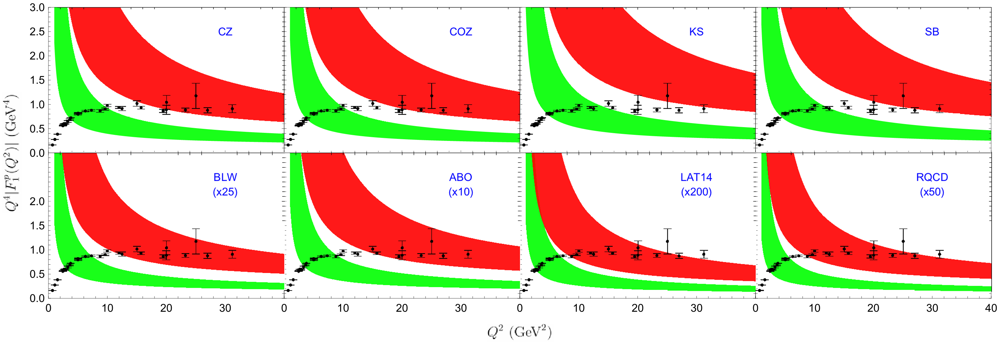 3.0
2.5
2.0
1.5
1.0
0.5
0.0
CZ
COZ
KS
SB
Q⁴|F₁ᵖ(Q²)| (GeV⁴)
BLW
(x25)
ABO
(x10)
LAT14
(x200)
RQCD
(x50)
2.0
1.5
1.0
0.5
0.0
0 10 20 30 0 10 20 30 0 10 20 30 0 10 20 30 40
Q² (GeV²)